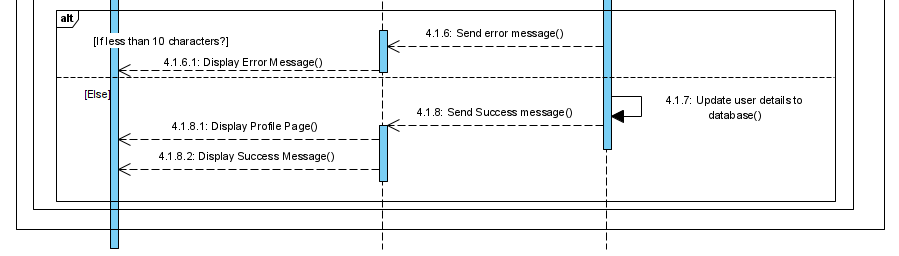 alt
4.1.6: Send error message()
[If less than 10 characters?]
4.1.6.1: Display Error Message()
[Else]
4.1.7: Update user details to
database()
4.1.8: Send Success message()
4.1.8.1: Display Profile Page()
4.1.8.2: Display Success Message()